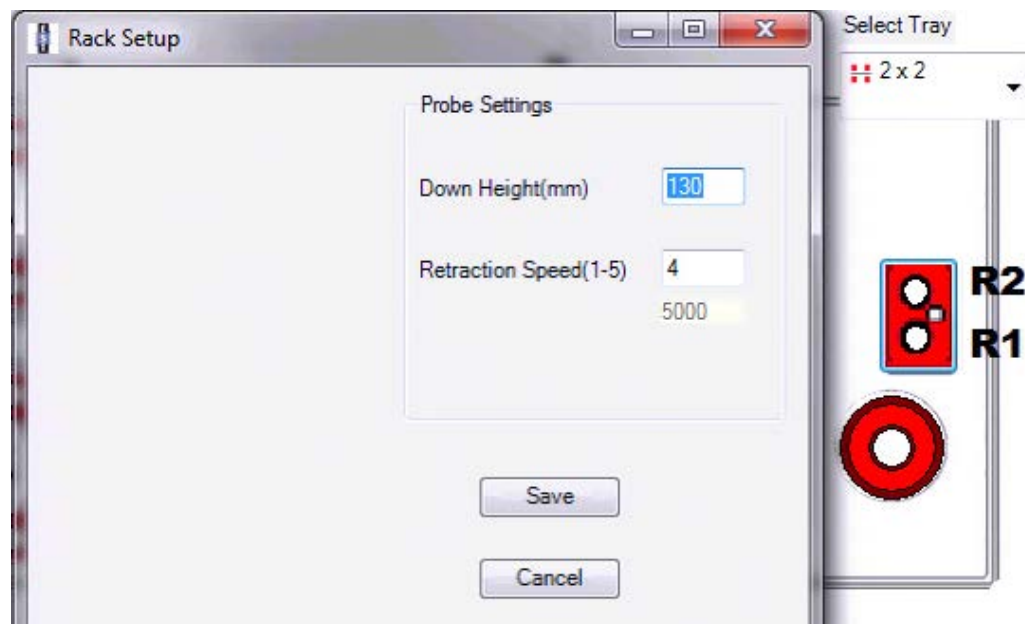 Rack Setup
Probe Settings
Down Height(mm) 130
Retraction Speed(1-5) 4
5000
Save
Cancel
Select Tray
2 x 2
R2
R1